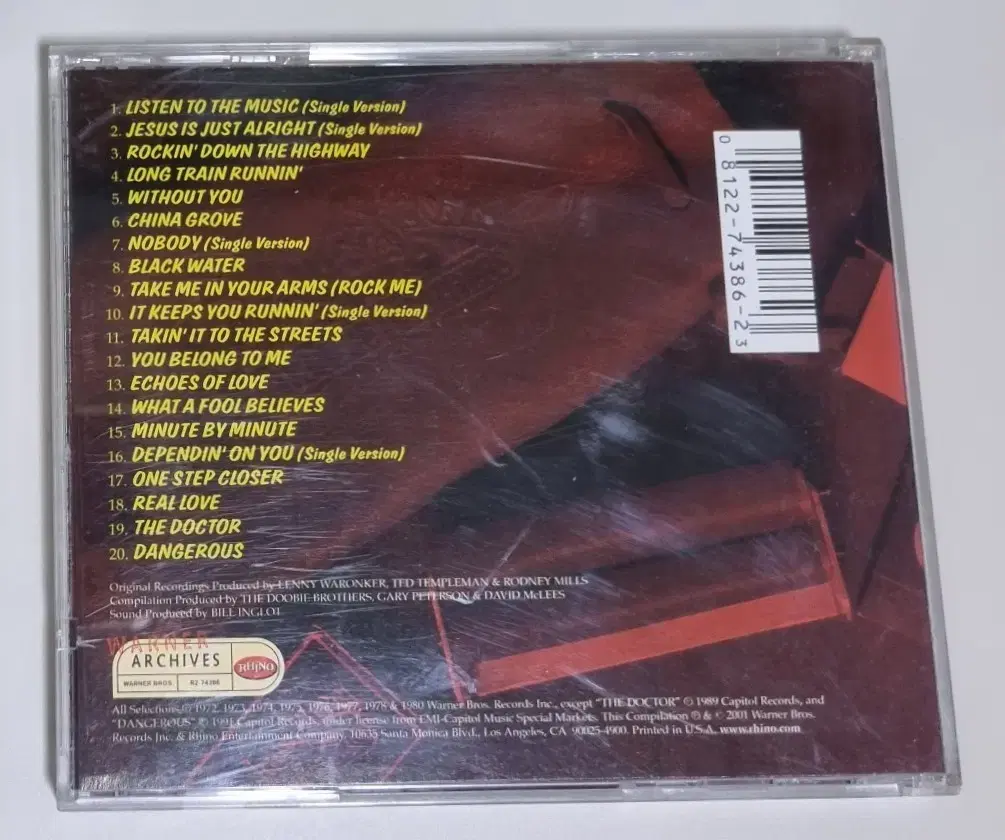 1. LISTEN TO THE MUSIC (Single Version)
2. JESUS IS JUST ALRIGHT (Single Version)
3. ROCKIN' DOWN THE HIGHWAY
4. LONG TRAIN RUNNIN'
5. WITHOUT YOU
6. CHINA GROVE
7. NOBODY (Single Version)
8. BLACK WATER
9. TAKE ME IN YOUR ARMS (ROCK ME)
10. IT KEEPS YOU RUNNIN' (Single Version)
11. TAKIN' IT TO THE STREETS
12. YOU BELONG TO ME
13. ECHOES OF LOVE
14. WHAT A FOOL BELIEVES
15. MINUTE BY MINUTE
16. DEPENDIN' ON YOU (Single Version)
17. ONE STEP CLOSER
18. REAL LOVE
19. THE DOCTOR
20. DANGEROUS
0 81227-4386-2 3
Original Recordings Produced by LENNY WARONKER, TED TEMPLEMAN & RODNEY MILLS
Compilation Produced by THE DOOBIE BROTHERS, GARY PETERSON & DAVID McLEES
Sound Produced by BILL INGLOT
WARNER
ARCHIVES
RHINO
WARNER BROS. R2 74386
All Selections ℗ 1972, 1973, 1974, 1975, 1976, 1977, 1978 & 1980 Warner Bros. Records Inc., except "THE DOCTOR" ℗ 1989 Capitol Records, and
"DANGEROUS" ℗ 1991 Capitol Records, under license from EMI-Capitol Music Special Markets. This Compilation ℗ & © 2001 Warner Bros.
Records Inc. & Rhino Entertainment Company, 10635 Santa Monica Blvd., Los Angeles, CA 90025-4900. Printed in U.S.A. www.rhino.com